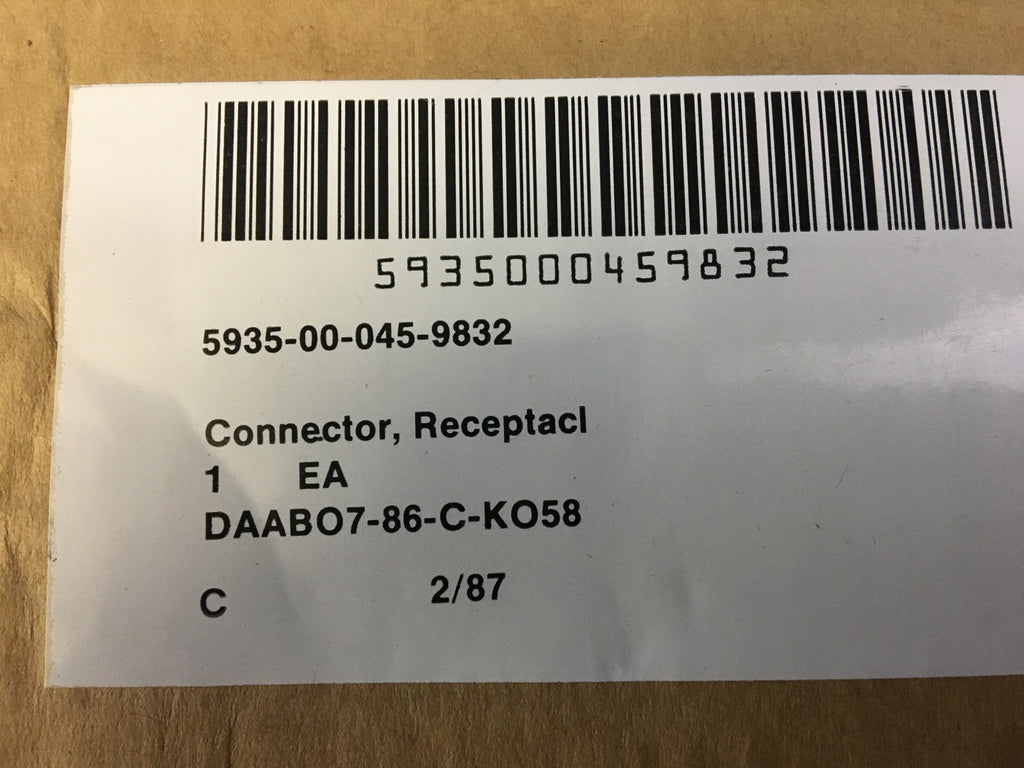 5935000459832
5935-00-045-9832
Connector, Receptacl
1 EA
DAABO7-86-C-KO58
C 2/87